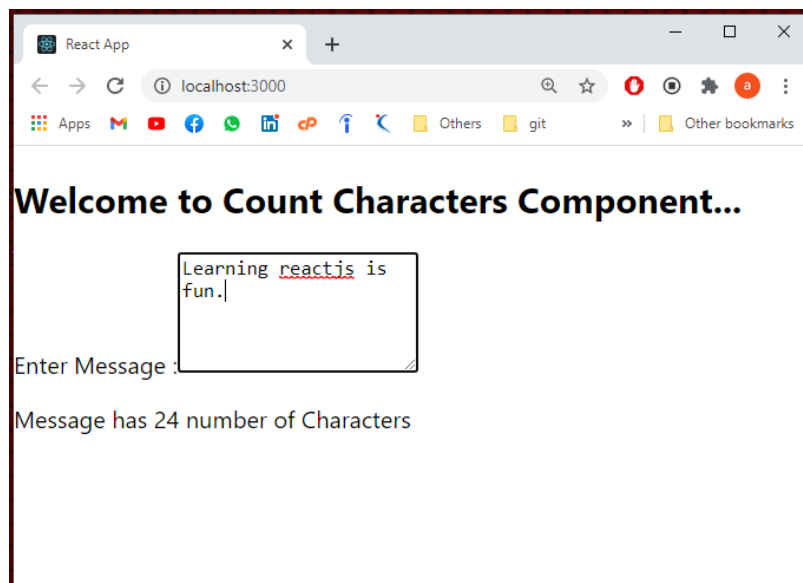 React App
localhost:3000
a
Apps
Others
git
»
Other bookmarks
Welcome to Count Characters Component...
Learning reactjs is
fun.
Enter Message :
Message has 24 number of Characters